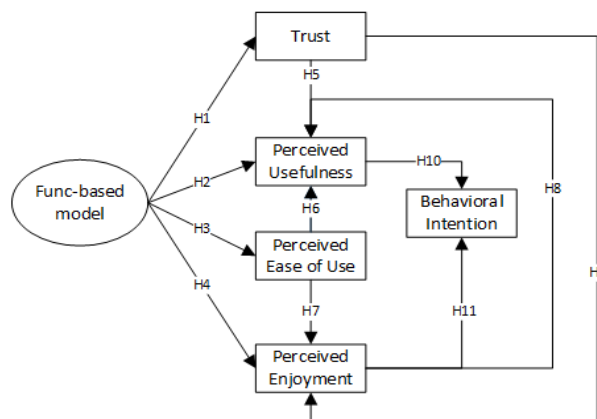 Trust
H5
H1
Perceived
Usefulness
H10
H2
H8
Func-based
model
H6
Behavioral
Intention
H3
Perceived
Ease of Use
H
H4
H7
H11
Perceived
Enjoyment